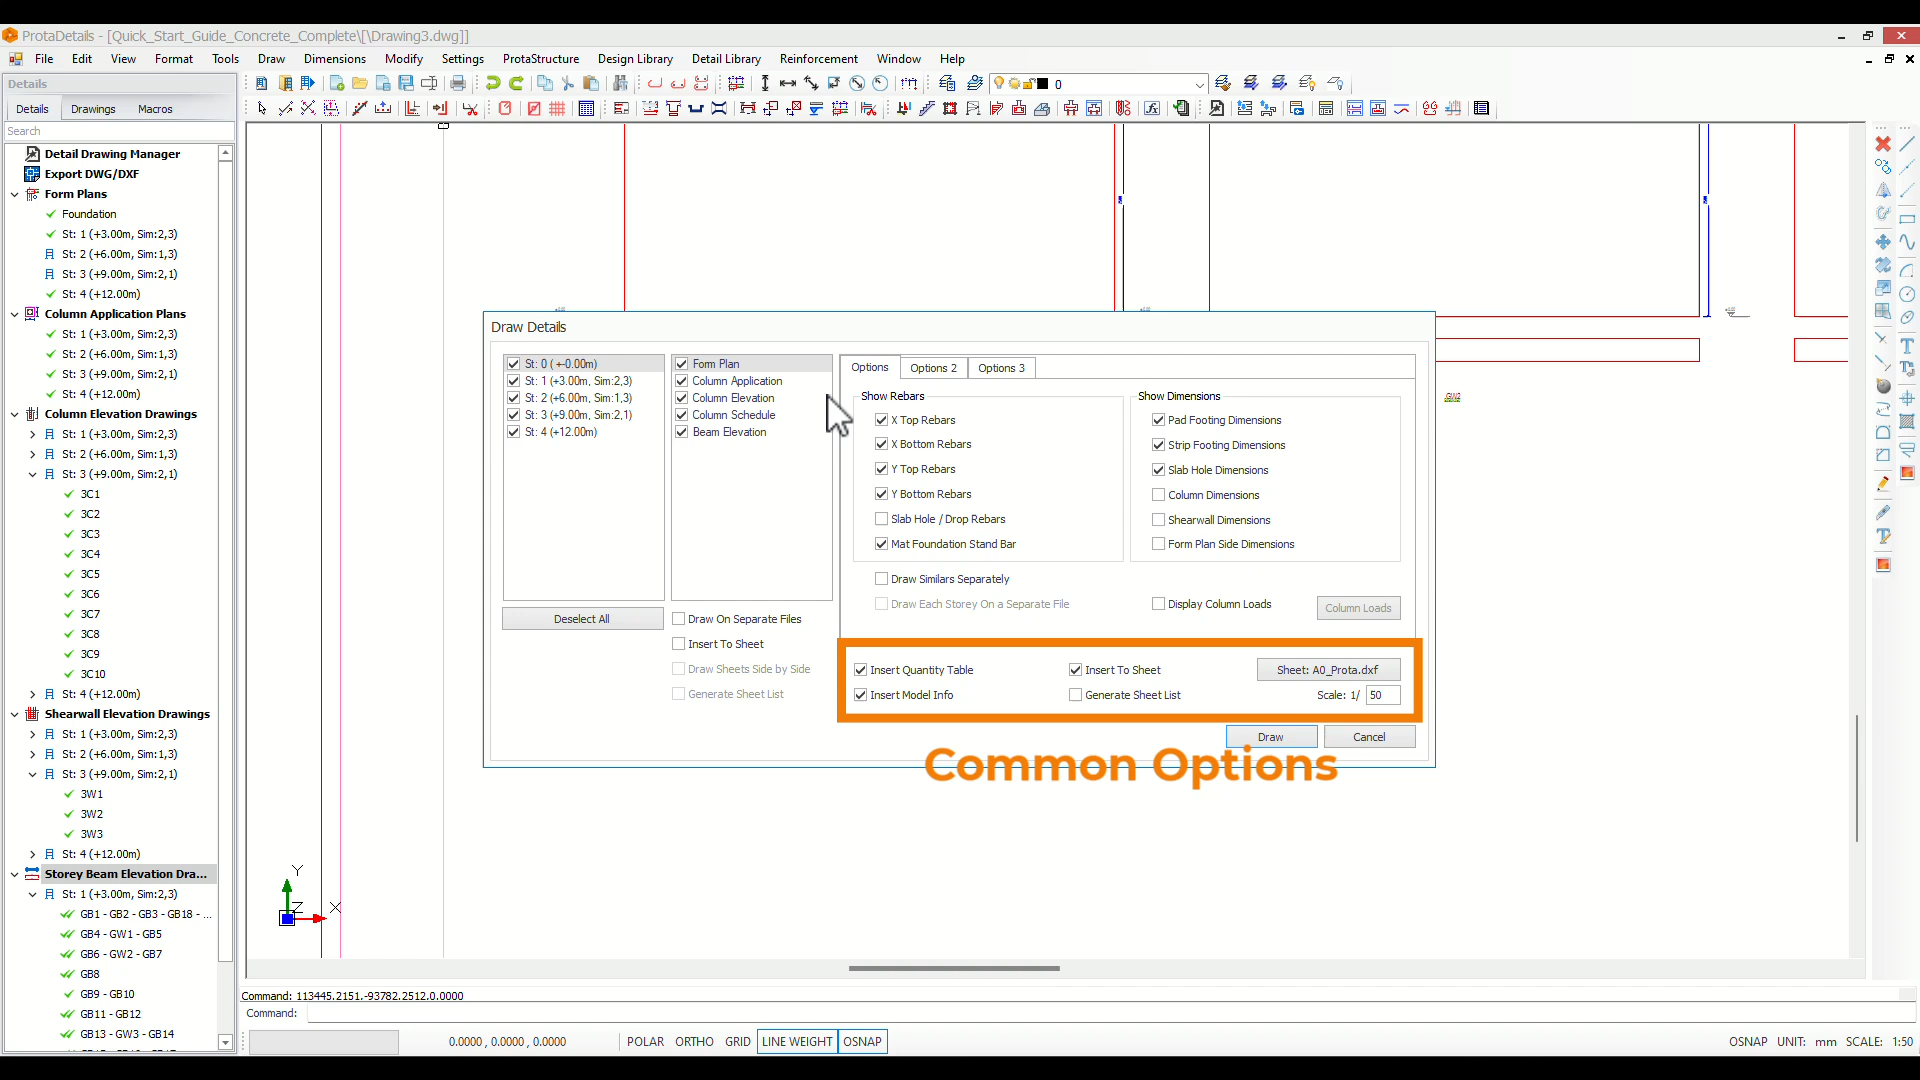 ProtaDetails - [Quick_Start_Guide_Concrete_Complete\[\Drawing3.dwg]]
File Edit View Format Tools Draw Dimensions Modify Settings ProtaStructure Design Library Detail Library Reinforcement Window Help
Details
0
Details Drawings Macros
Search
Detail Drawing Manager
Export DWG/DXF
Form Plans
Foundation
St: 1 (+3.00m, Sim:2,3)
St: 2 (+6.00m, Sim:1,3)
St: 3 (+9.00m, Sim:2,1)
St: 4 (+12.00m)
Column Application Plans
St: 1 (+3.00m, Sim:2,3)
St: 2 (+6.00m, Sim:1,3)
St: 3 (+9.00m, Sim:2,1)
St: 4 (+12.00m)
Column Elevation Drawings
St: 1 (+3.00m, Sim:2,3)
St: 2 (+6.00m, Sim:1,3)
St: 3 (+9.00m, Sim:2,1)
3C1
3C2
3C3
3C4
3C5
3C6
3C7
3C8
3C9
3C10
St: 4 (+12.00m)
Shearwall Elevation Drawings
St: 1 (+3.00m, Sim:2,3)
St: 2 (+6.00m, Sim:1,3)
St: 3 (+9.00m, Sim:2,1)
3W1
3W2
3W3
St: 4 (+12.00m)
Storey Beam Elevation Dra...
St: 1 (+3.00m, Sim:2,3)
GB1 - GB2 - GB3 - GB18 - ...
GB4 - GW1 - GB5
GB6 - GW2 - GB7
GB8
GB9 - GB10
GB11 - GB12
GB13 - GW3 - GB14
Draw Details
St: 0 ( +-0.00m)
St: 1 (+3.00m, Sim:2,3)
St: 2 (+6.00m, Sim:1,3)
St: 3 (+9.00m, Sim:2,1)
St: 4 (+12.00m)
Deselect All
Form Plan
Column Application
Column Elevation
Column Schedule
Beam Elevation
Draw On Separate Files
Insert To Sheet
Draw Sheets Side by Side
Generate Sheet List
Options Options 2 Options 3
Show Rebars
X Top Rebars
X Bottom Rebars
Y Top Rebars
Y Bottom Rebars
Slab Hole / Drop Rebars
Mat Foundation Stand Bar
Show Dimensions
Pad Footing Dimensions
Strip Footing Dimensions
Slab Hole Dimensions
Column Dimensions
Shearwall Dimensions
Form Plan Side Dimensions
Draw Similars Separately
Draw Each Storey On a Separate File
Display Column Loads Column Loads
Insert Quantity Table Insert To Sheet Sheet: A0_Prota.dxf
Insert Model Info Generate Sheet List Scale: 1/ 50
Draw Cancel
Common Options
GW2
Y
Z X
Command: 113445.2151,-93782.2512,0.0000
Command:
0.0000 , 0.0000 , 0.0000 POLAR ORTHO GRID LINE WEIGHT OSNAP OSNAP UNIT: mm SCALE: 1:50